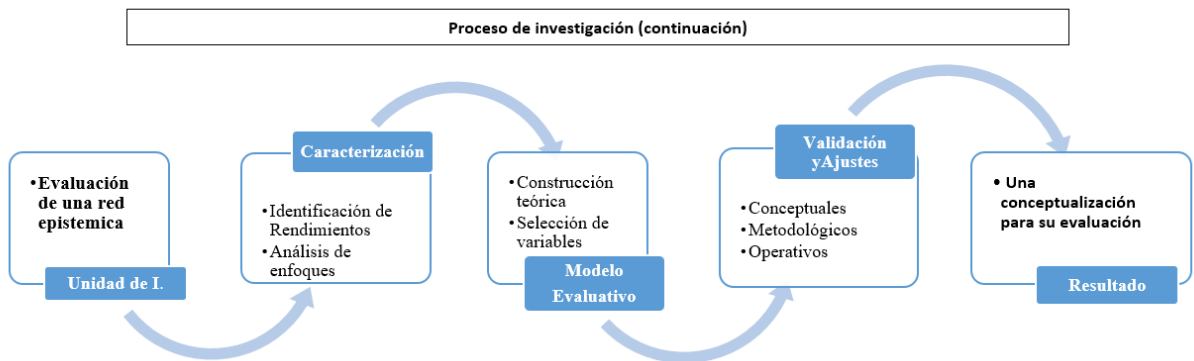 Proceso de investigación (continuación)
• Evaluación
de una red
epistemica
Unidad de I.
Caracterización
• Identificación de
Rendimientos
• Análisis de
enfoques
• Construcción
teórica
• Selección de
variables
Modelo
Evaluativo
Validación
yAjustes
• Conceptuales
• Metodológicos
• Operativos
• Una
conceptualización
para su evaluación
Resultado